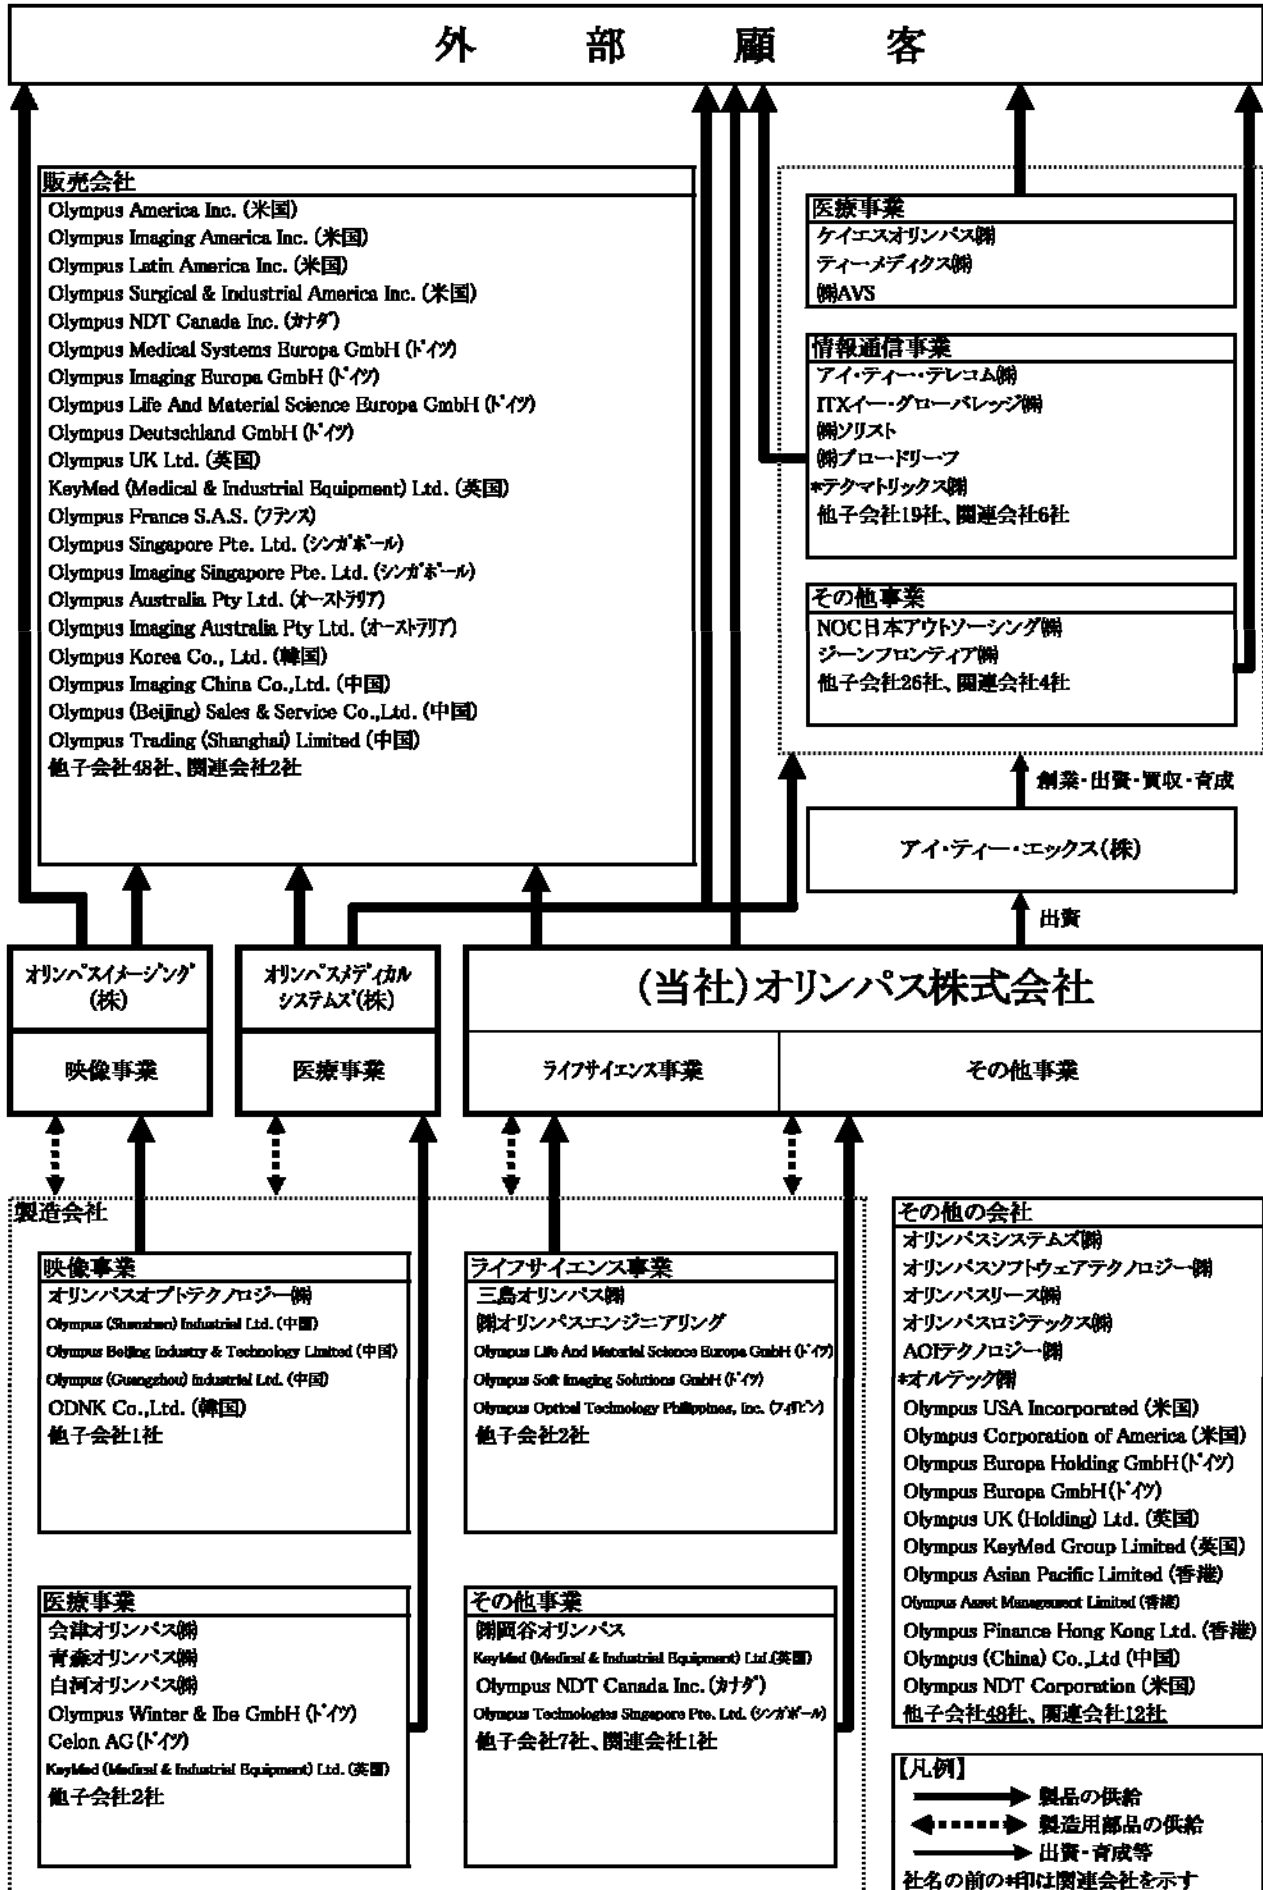 外部顧客
販売会社
Olympus America Inc. (米国)
Olympus Imaging America Inc. (米国)
Olympus Latin America Inc. (米国)
Olympus Surgical & Industrial America Inc. (米国)
Olympus NDT Canada Inc. (カナダ)
Olympus Medical Systems Europa GmbH (ドイツ)
Olympus Imaging Europa GmbH (ドイツ)
Olympus Life And Material Science Europa GmbH (ドイツ)
Olympus Deutschland GmbH (ドイツ)
Olympus UK Ltd. (英国)
KeyMed (Medical & Industrial Equipment) Ltd. (英国)
Olympus France S.A.S. (フランス)
Olympus Singapore Pte. Ltd. (シンガポール)
Olympus Imaging Singapore Pte. Ltd. (シンガポール)
Olympus Australia Pty Ltd. (オーストラリア)
Olympus Imaging Australia Pty Ltd. (オーストラリア)
Olympus Korea Co., Ltd. (韓国)
Olympus Imaging China Co.,Ltd. (中国)
Olympus (Beijing) Sales & Service Co.,Ltd. (中国)
Olympus Trading (Shanghai) Limited (中国)
他子会社48社、関連会社2社
医療事業
ケイエスオリンパス㈱
ティーメディクス㈱
㈱AVS
情報通信事業
アイ・ティー・テレコム㈱
ITXイー・グローバレッジ㈱
㈱ソリスト
㈱ブロードリーフ
*テクマトリックス㈱
他子会社19社、関連会社6社
その他事業
NOC日本アウトソーシング㈱
ジーンフロンティア㈱
他子会社26社、関連会社4社
創業・出資・買収・育成
アイ・ティー・エックス(株)
出資
オリンパスイメージング
(株)
映像事業
オリンパスメディカル
システムズ(株)
医療事業
(当社)オリンパス株式会社
ライフサイエンス事業
その他事業
製造会社
映像事業
オリンパスオプトテクノロジー㈱
Olympus (Shenzhen) Industrial Ltd. (中国)
Olympus Beijing Industry & Technology Limited (中国)
Olympus (Guangzhou) Industrial Ltd. (中国)
ODNK Co.,Ltd. (韓国)
他子会社1社
ライフサイエンス事業
三島オリンパス㈱
㈱オリンパスエンジニアリング
Olympus Life And Material Science Europa GmbH (ドイツ)
Olympus Soft Imaging Solutions GmbH (ドイツ)
Olympus Optical Technology Philippines, Inc. (フィリピン)
他子会社2社
医療事業
会津オリンパス㈱
青森オリンパス㈱
白河オリンパス㈱
Olympus Winter & Ibe GmbH (ドイツ)
Celon AG (ドイツ)
KeyMed (Medical & Industrial Equipment) Ltd. (英国)
他子会社2社
その他事業
㈱岡谷オリンパス
KeyMed (Medical & Industrial Equipment) Ltd.(英国)
Olympus NDT Canada Inc. (カナダ)
Olympus Technologies Singapore Pte. Ltd. (シンガポール)
他子会社7社、関連会社1社
その他の会社
オリンパスシステムズ㈱
オリンパスソフトウェアテクノロジー㈱
オリンパスリース㈱
オリンパスロジテックス㈱
AOIテクノロジー㈱
*オルテック㈱
Olympus USA Incorporated (米国)
Olympus Corporation of America (米国)
Olympus Europa Holding GmbH(ドイツ)
Olympus Europa GmbH(ドイツ)
Olympus UK (Holding) Ltd. (英国)
Olympus KeyMed Group Limited (英国)
Olympus Asian Pacific Limited (香港)
Olympus Asset Management Limited (香港)
Olympus Finance Hong Kong Ltd. (香港)
Olympus (China) Co.,Ltd (中国)
Olympus NDT Corporation (米国)
他子会社48社、関連会社12社
【凡例】
製品の供給
製造用部品の供給
出資・育成等
社名の前の*印は関連会社を示す